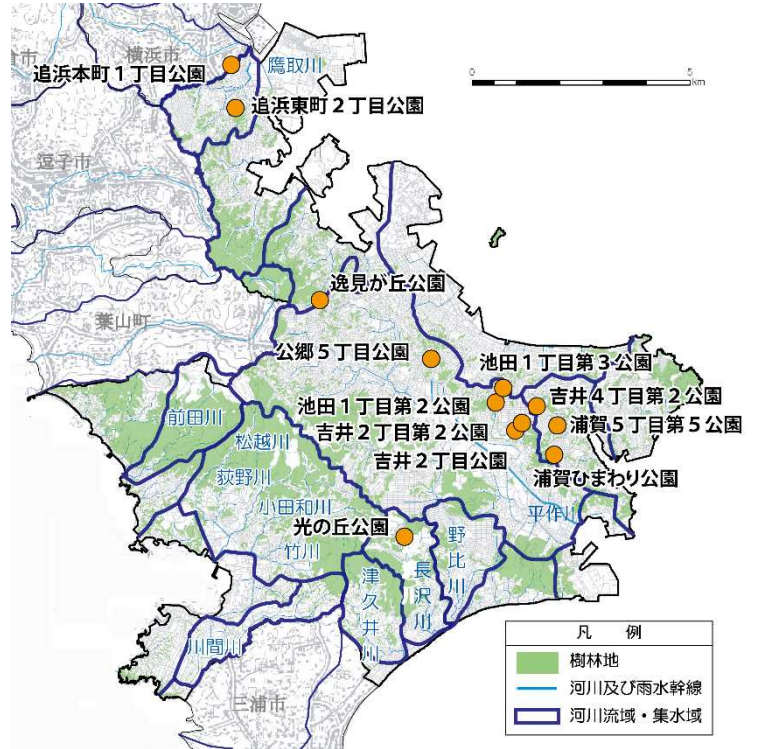 横浜市
倉市
鷹取川
追浜本町１丁目公園
0
5
km
追浜東町２丁目公園
逗子市
逸見が丘公園
葉山町
公郷５丁目公園
池田１丁目第３公園
吉井４丁目第２公園
池田１丁目第２公園
前田川
浦賀５丁目第５公園
松越川
吉井２丁目第２公園
吉井２丁目公園
荻野川
浦賀ひまわり公園
小田和川
平作川
光の丘公園
野比川
竹川
長沢川
津久井川
川間川
三浦市
凡 例
樹林地
河川及び雨水幹線
河川流域・集水域